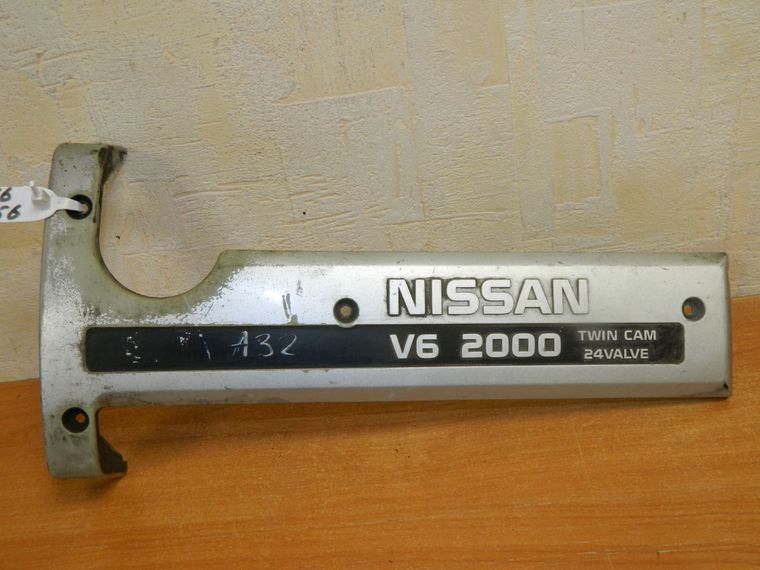 NISSAN
V6 2000 TWIN CAM
24VALVE
A32